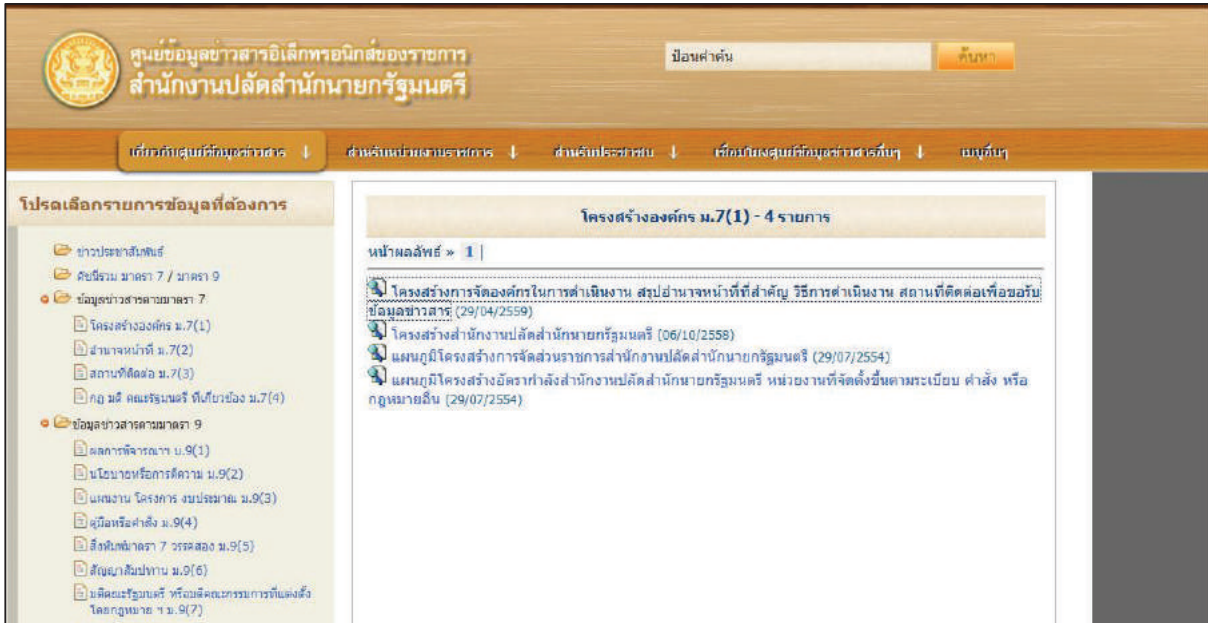 ศูนย์ข้อมูลข่าวสารอิเล็กทรอนิกส์ของราชการ
สำนักงานปลัดสำนักนายกรัฐมนตรี
ป้อนคำค้น
ค้นหา
เกี่ยวกับศูนย์ข้อมูลข่าวสาร
สำหรับหน่วยงานราชการ
สำหรับประชาชน
เชื่อมโยงศูนย์ข้อมูลข่าวสารอื่นๆ
เมนูอื่นๆ
โปรดเลือกรายการข้อมูลที่ต้องการ
ข่าวประชาสัมพันธ์
ดัชนีรวม มาตรา 7 / มาตรา 9
ข้อมูลข่าวสารตามมาตรา 7
โครงสร้างองค์กร ม.7(1)
อำนาจหน้าที่ ม.7(2)
สถานที่ติดต่อ ม.7(3)
กฎ มติ คณะรัฐมนตรี ที่เกี่ยวข้อง ม.7(4)
ข้อมูลข่าวสารตามมาตรา 9
ผลการพิจารณาฯ ม.9(1)
นโยบายหรือการตีความ ม.9(2)
แผนงาน โครงการ งบประมาณ ม.9(3)
คู่มือหรือคำสั่ง ม.9(4)
สิ่งพิมพ์มาตรา 7 วรรคสอง ม.9(5)
สัญญาสัมปทาน ม.9(6)
มติคณะรัฐมนตรี หรือมติคณะกรรมการที่แต่งตั้ง
โดยกฎหมาย ฯ ม.9(7)
โครงสร้างองค์กร ม.7(1) - 4 รายการ
หน้าผลลัพธ์ » 1 |
โครงสร้างการจัดองค์กรในการดำเนินงาน สรุปอำนาจหน้าที่ที่สำคัญ วิธีการดำเนินงาน สถานที่ติดต่อเพื่อขอรับ
ข้อมูลข่าวสาร (29/04/2559)
โครงสร้างสำนักงานปลัดสำนักนายกรัฐมนตรี (06/10/2558)
แผนภูมิโครงสร้างการจัดส่วนราชการสำนักงานปลัดสำนักนายกรัฐมนตรี (29/07/2554)
แผนภูมิโครงสร้างอัตรากำลังสำนักงานปลัดสำนักนายกรัฐมนตรี หน่วยงานที่จัดตั้งขึ้นตามระเบียบ คำสั่ง หรือ
กฎหมายอื่น (29/07/2554)